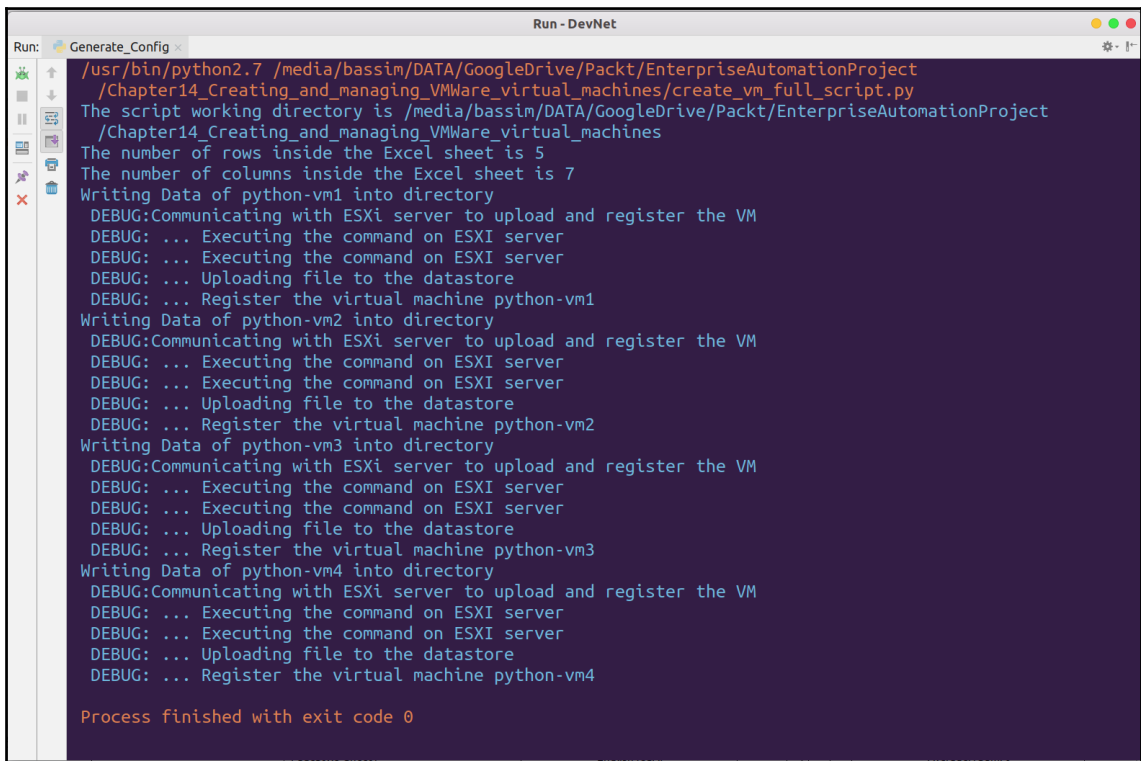 Run - DevNet
Run: Generate_Config
/usr/bin/python2.7 /media/bassim/DATA/GoogleDrive/Packt/EnterpriseAutomationProject
/Chapter14_Creating_and_managing_VMWare_virtual_machines/create_vm_full_script.py
The script working directory is /media/bassim/DATA/GoogleDrive/Packt/EnterpriseAutomationProject
/Chapter14_Creating_and_managing_VMWare_virtual_machines
The number of rows inside the Excel sheet is 5
The number of columns inside the Excel sheet is 7
Writing Data of python-vm1 into directory
DEBUG:Communicating with ESXi server to upload and register the VM
DEBUG: ... Executing the command on ESXI server
DEBUG: ... Executing the command on ESXI server
DEBUG: ... Uploading file to the datastore
DEBUG: ... Register the virtual machine python-vm1
Writing Data of python-vm2 into directory
DEBUG:Communicating with ESXi server to upload and register the VM
DEBUG: ... Executing the command on ESXI server
DEBUG: ... Executing the command on ESXI server
DEBUG: ... Uploading file to the datastore
DEBUG: ... Register the virtual machine python-vm2
Writing Data of python-vm3 into directory
DEBUG:Communicating with ESXi server to upload and register the VM
DEBUG: ... Executing the command on ESXI server
DEBUG: ... Executing the command on ESXI server
DEBUG: ... Uploading file to the datastore
DEBUG: ... Register the virtual machine python-vm3
Writing Data of python-vm4 into directory
DEBUG:Communicating with ESXi server to upload and register the VM
DEBUG: ... Executing the command on ESXI server
DEBUG: ... Executing the command on ESXI server
DEBUG: ... Uploading file to the datastore
DEBUG: ... Register the virtual machine python-vm4
Process finished with exit code 0